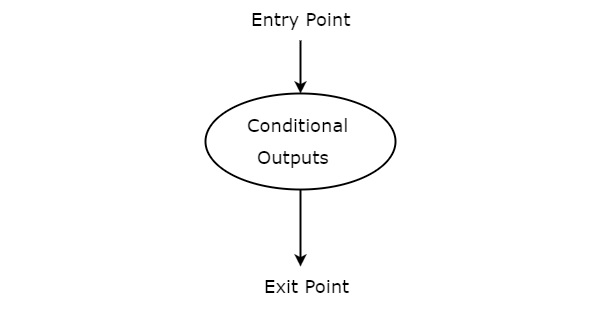 Entry Point
Conditional
Outputs
Exit Point